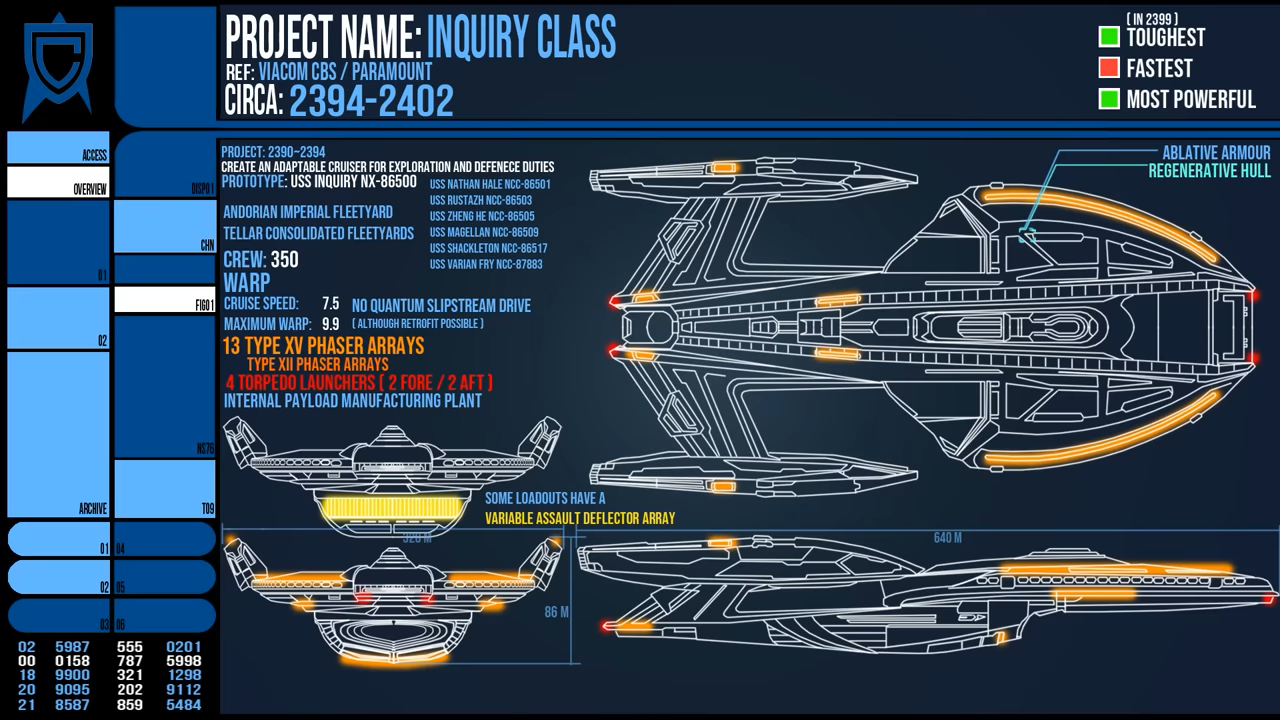 PROJECT NAME: INQUIRY CLASS
REF: VIACOM CBS / PARAMOUNT
CIRCA: 2394-2402
[ IN 2399 ]
TOUGHEST
FASTEST
MOST POWERFUL
ACCESS
OVERVIEW
01
02
ARCHIVE
01
02
03
DISP01
CHN
FIG01
NS76
T09
04
05
06
02 5987 555 0201
00 0158 787 5998
18 9900 321 1298
20 9095 202 9112
21 8587 859 5484
PROJECT: 2390-2394
CREATE AN ADAPTABLE CRUISER FOR EXPLORATION AND DEFENECE DUTIES
PROTOTYPE: USS INQUIRY NX-86500
USS NATHAN HALE NCC-86501
USS RUSTAZH NCC-86503
USS ZHENG HE NCC-86505
USS MAGELLAN NCC-86509
USS SHACKLETON NCC-86517
USS VARIAN FRY NCC-87883
ANDORIAN IMPERIAL FLEETYARD
TELLAR CONSOLIDATED FLEETYARDS
CREW: 350
WARP
CRUISE SPEED: 7.5 NO QUANTUM SLIPSTREAM DRIVE
MAXIMUM WARP: 9.9 [ ALTHOUGH RETROFIT POSSIBLE ]
13 TYPE XV PHASER ARRAYS
TYPE XII PHASER ARRAYS
4 TORPEDO LAUNCHERS [ 2 FORE / 2 AFT ]
INTERNAL PAYLOAD MANUFACTURING PLANT
ABLATIVE ARMOUR
REGENERATIVE HULL
SOME LOADOUTS HAVE A
VARIABLE ASSAULT DEFLECTOR ARRAY
320 M
640 M
86 M